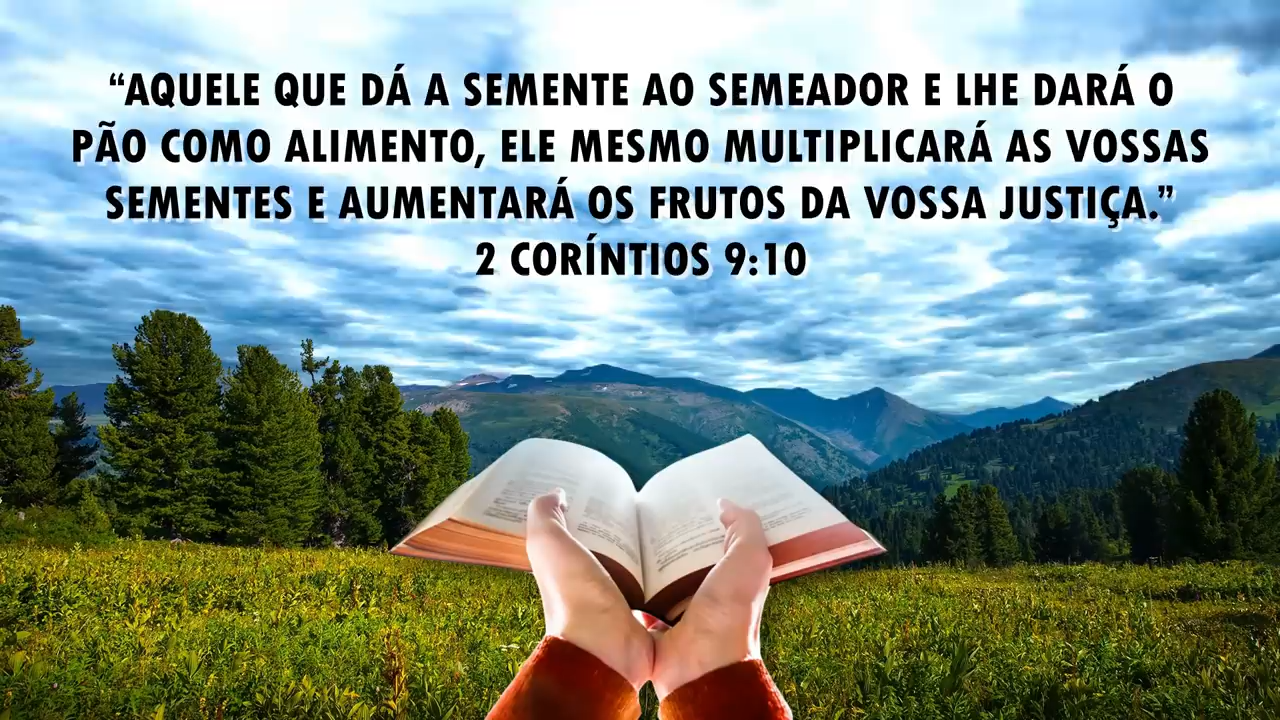 “AQUELE QUE DÁ A SEMENTE AO SEMEADOR E LHE DARÁ O
PÃO COMO ALIMENTO, ELE MESMO MULTIPLICARÁ AS VOSSAS
SEMENTES E AUMENTARÁ OS FRUTOS DA VOSSA JUSTIÇA.”
2 CORÍNTIOS 9:10